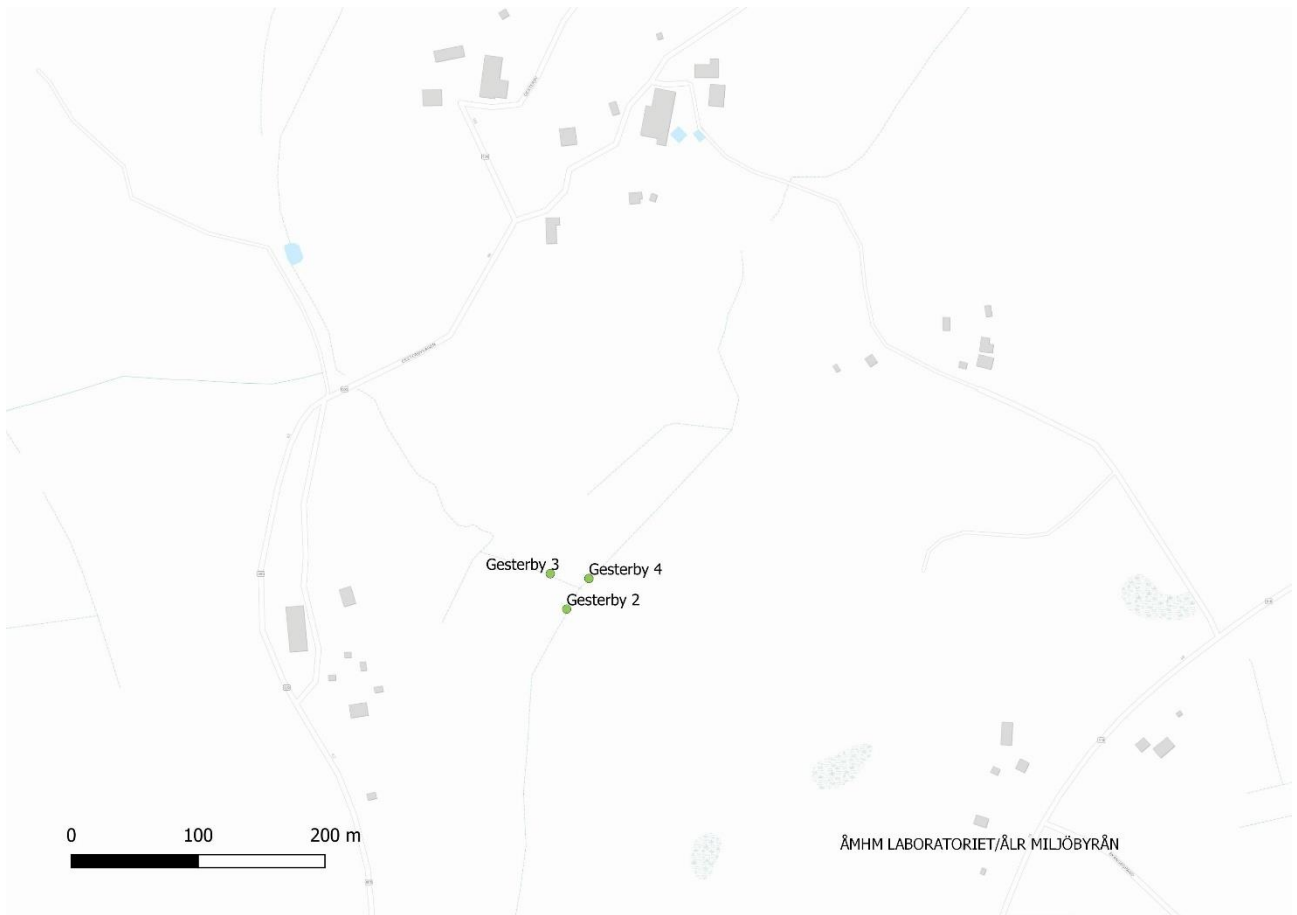 Gesterby 3
Gesterby 4
Gesterby 2
0 100 200 m
ÅMHM LABORATORIET/ÅLR MILJÖBYRÅN